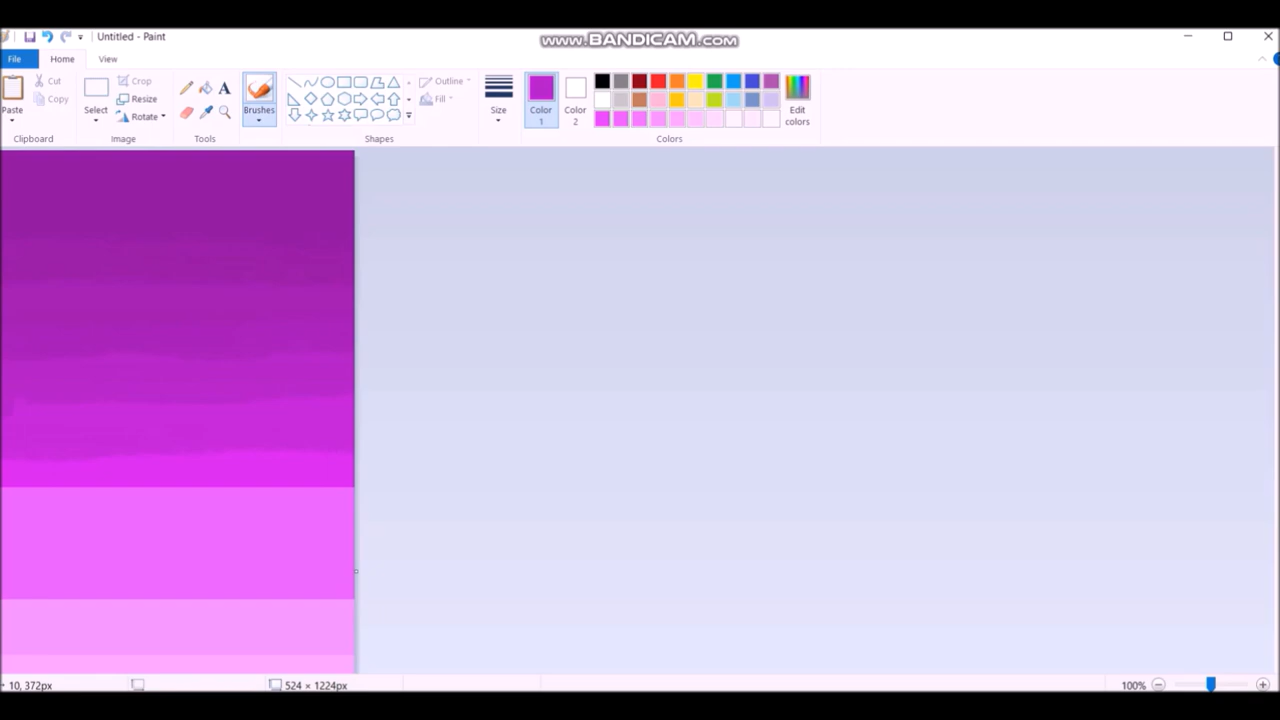 Untitled - Paint
www.BANDICAM.com
File Home View
Cut
Copy
Paste
Clipboard
Select
Crop
Resize
Rotate
Image
A
Tools
Brushes
Outline
Fill
Shapes
Size
Color 1
Color 2
Edit colors
Colors
10, 372px
524 × 1224px
100%